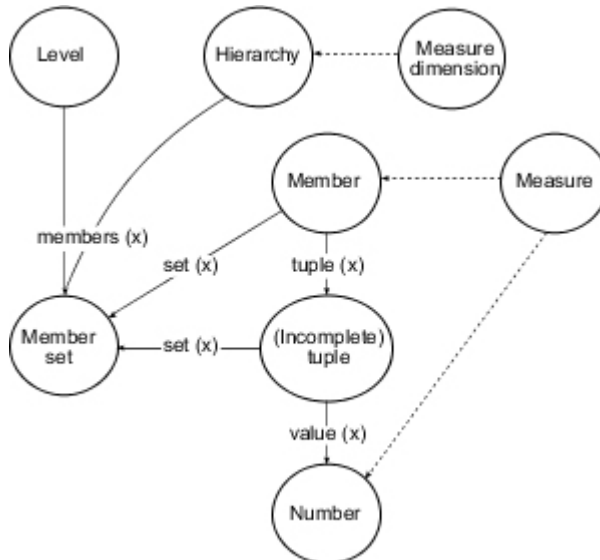 Level
Hierarchy
Measure
dimension
Member
Measure
members (x)
set (x)
tuple (x)
Member
set
set (x)
(Incomplete)
tuple
value (x)
Number